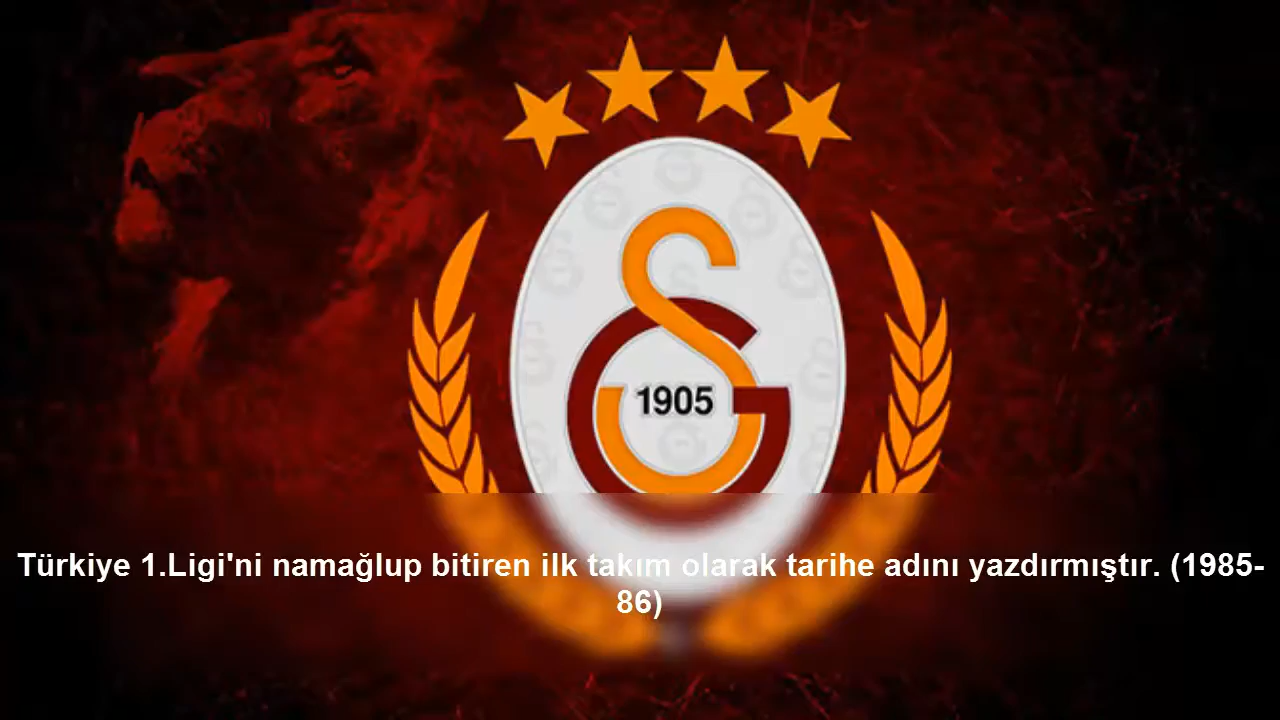 1905
Türkiye 1.Ligi'ni namağlup bitiren ilk takım olarak tarihe adını yazdırmıştır. (1985-
86)